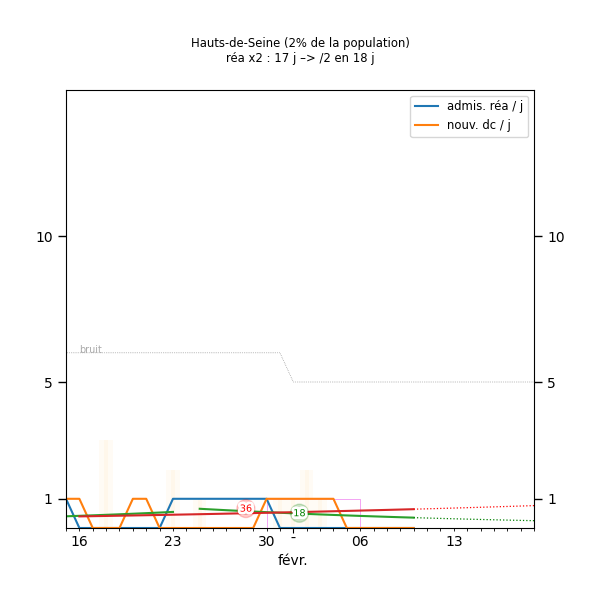 Hauts-de-Seine (2% de la population)
réa x2 : 17 j –> /2 en 18 j
admis. réa / j
nouv. dc / j
10 10
bruit
5 5
1 1
36 18
16 23 30 - 06 13
févr.